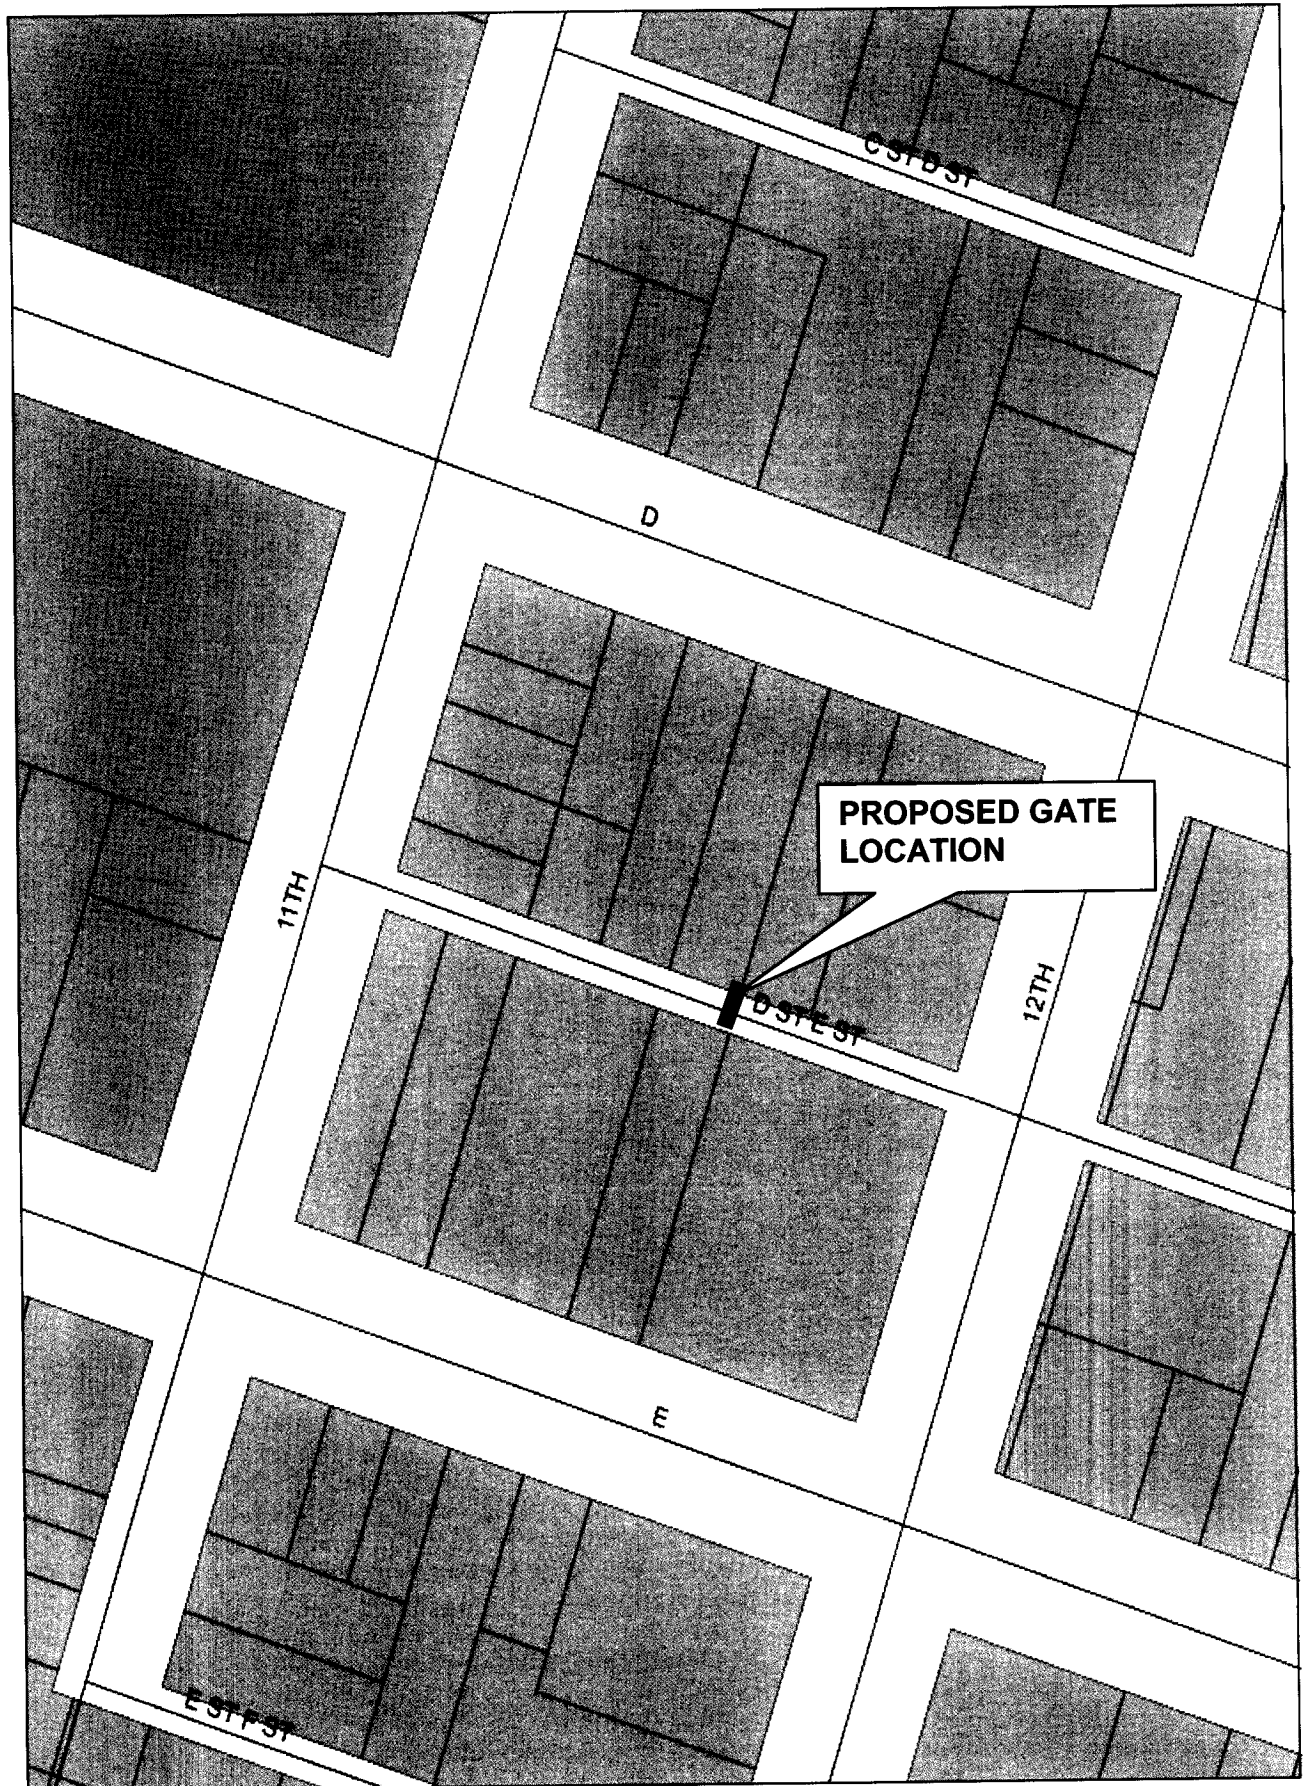 C ST D ST
D
PROPOSED GATE
LOCATION
11TH
12TH
D ST E ST
E
E ST F ST